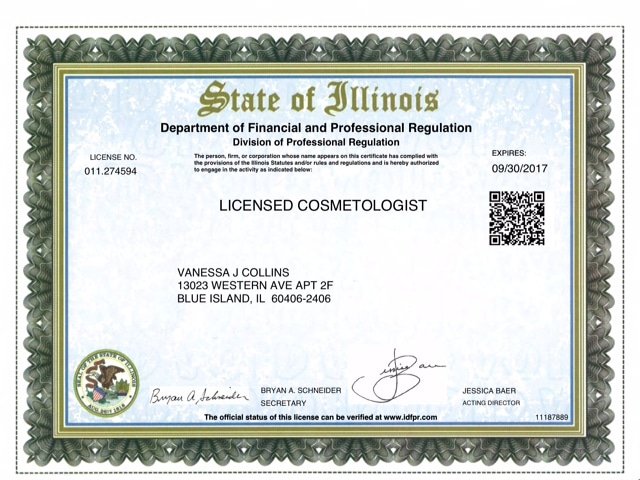 State of Illinois
Department of Financial and Professional Regulation
Division of Professional Regulation
LICENSE NO.
011.274594
The person, firm, or corporation whose name appears on this certificate has complied with
the provisions of the Illinois Statutes and/or rules and regulations and is hereby authorized
to engage in the activity as indicated below:
EXPIRES:
09/30/2017
LICENSED COSMETOLOGIST
VANESSA J COLLINS
13023 WESTERN AVE APT 2F
BLUE ISLAND, IL 60406-2406
SEAL OF THE STATE OF ILLINOIS
AUG. 26TH 1818
Bryan A. Schneider
BRYAN A. SCHNEIDER
SECRETARY
JESSICA BAER
ACTING DIRECTOR
The official status of this license can be verified at www.idfpr.com
11187889